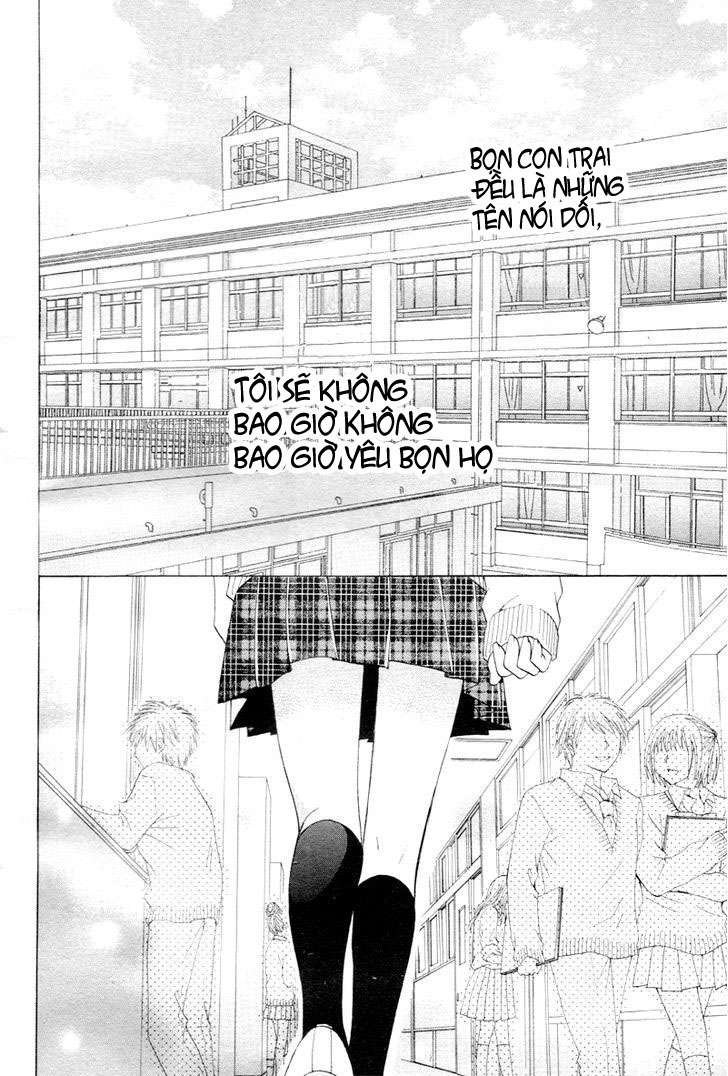 BỌN CON TRAI
ĐỀU LÀ NHỮNG
TÊN NÓI DỐI,
TÔI SẼ KHÔNG
BAO GIỜ, KHÔNG
BAO GIỜ YÊU BỌN HỌ